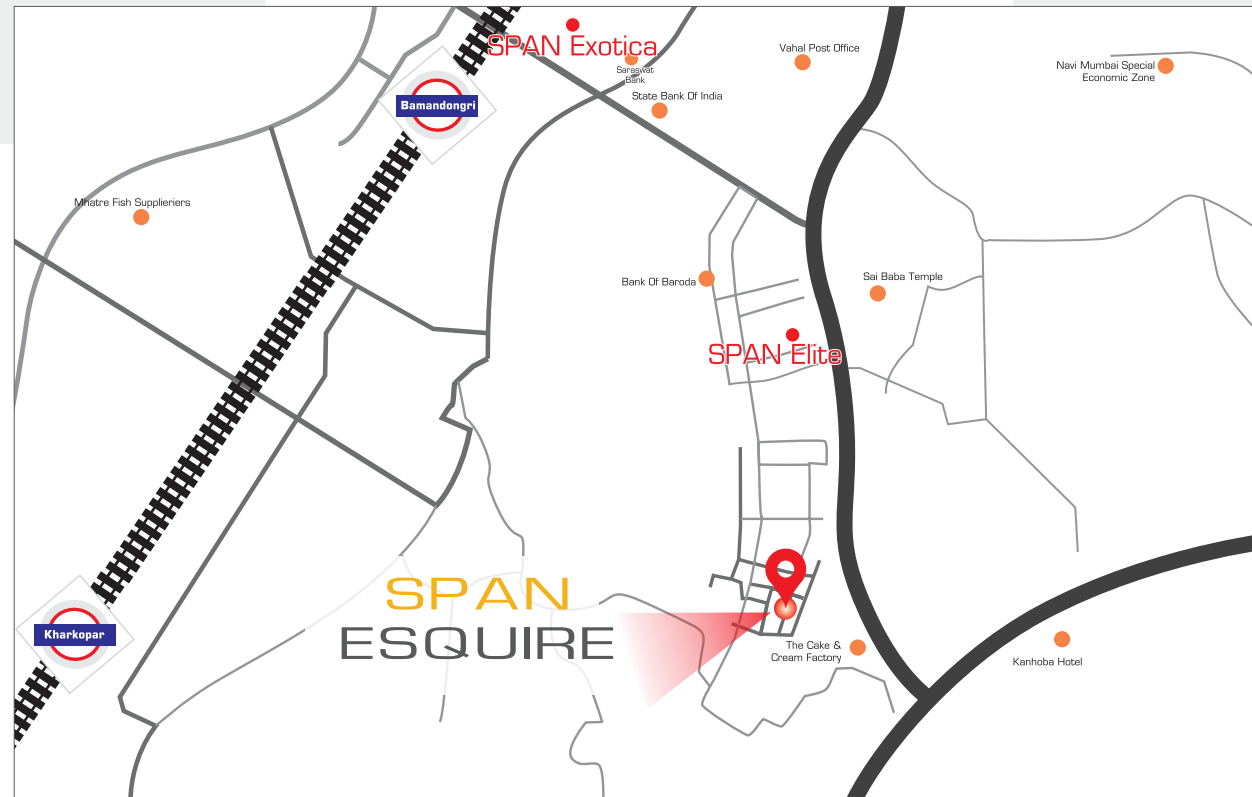 SPAN Exotica
Vahal Post Office
Navi Mumbai Special
Economic Zone
Saraswat
Bank
State Bank Of India
Bamandongri
Mhatre Fish Supplieriers
Bank Of Baroda
Sai Baba Temple
SPAN Elite
SPAN
ESQUIRE
Kharkopar
The Cake &
Cream Factory
Kanhoba Hotel